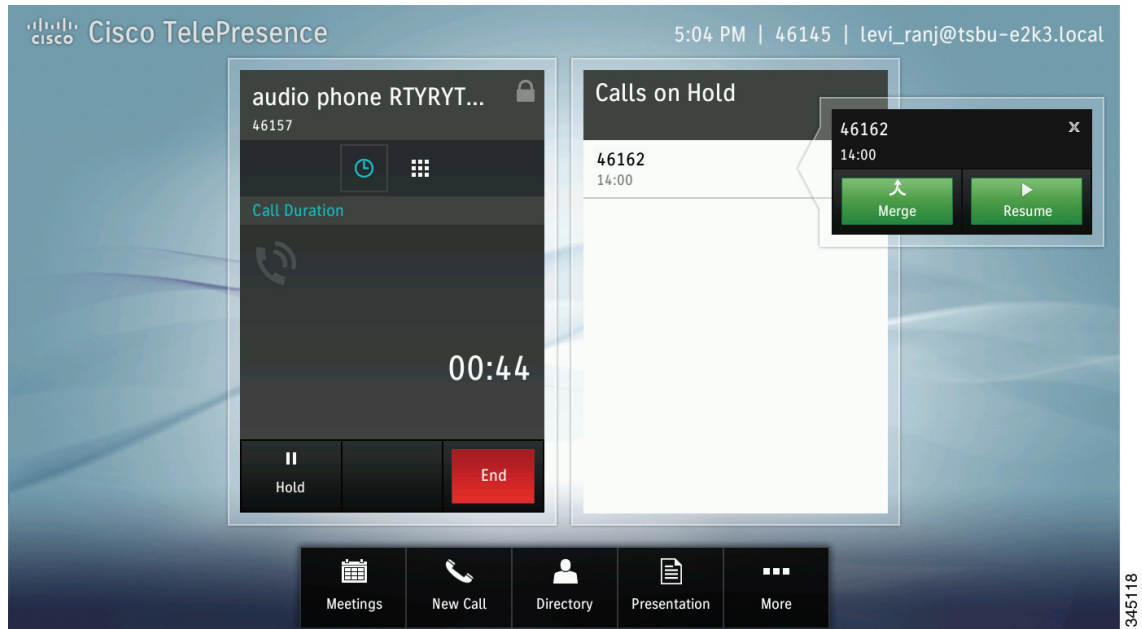 cisco Cisco TelePresence
5:04 PM | 46145 | levi_ranj@tsbu-e2k3.local
audio phone RTYRYT...
46157
Call Duration
00:44
Hold
End
Calls on Hold
46162
14:00
46162
x
14:00
Merge
Resume
Meetings
New Call
Directory
Presentation
More
345118